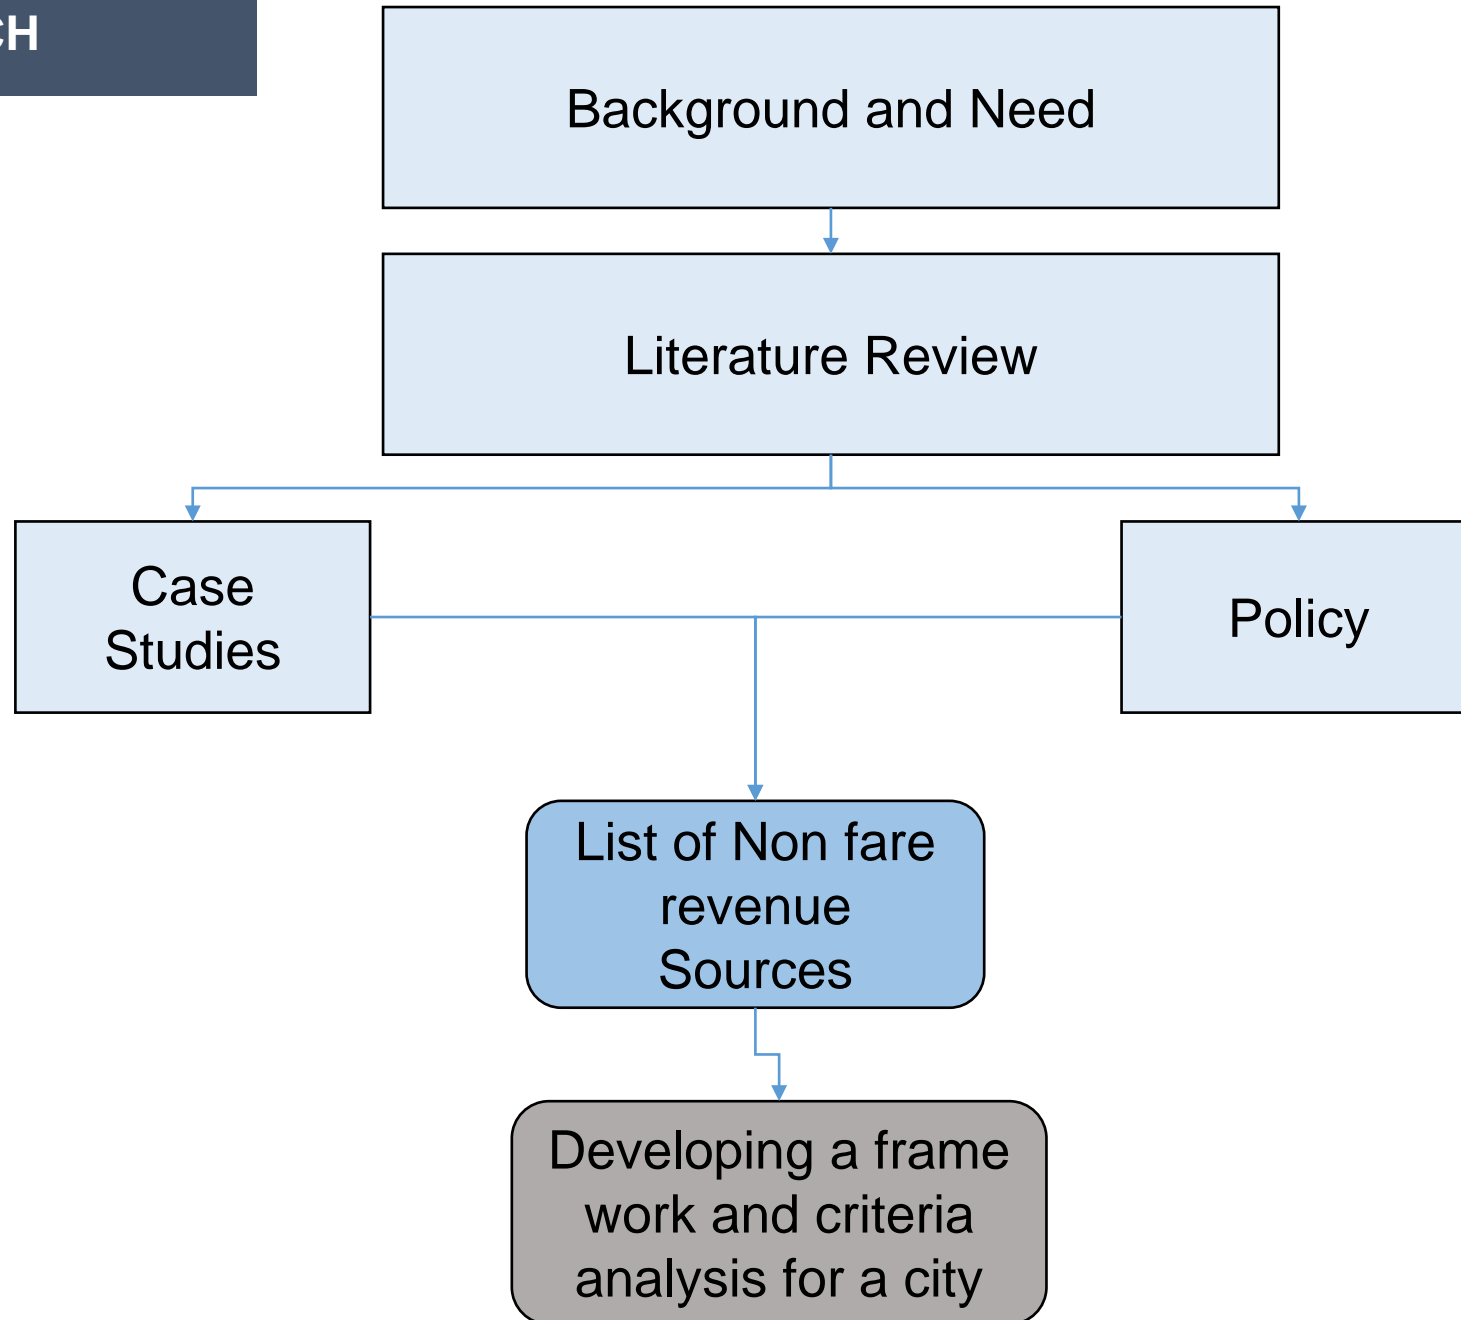 CH
Background and Need
Literature Review
Case
Studies
Policy
List of Non fare
revenue
Sources
Developing a frame
work and criteria
analysis for a city